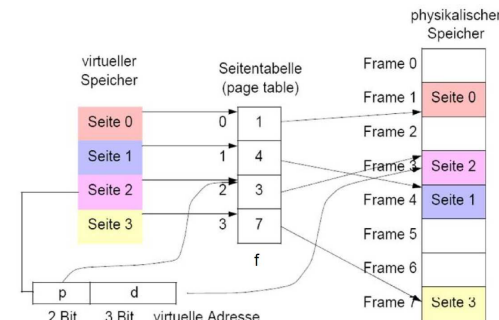 physikalischer
Speicher
virtueller
Speicher
Seitentabelle
(page table)
Frame 0
Seite 0
0
1
Frame 1
Seite 0
Frame 2
Seite 1
1
4
Frame 3
Seite 2
Seite 2
2
3
Frame 4
Seite 1
Seite 3
3
7
Frame 5
f
Frame 6
p
d
Frame 7
Seite 3
2 Bit
3 Bit
virtuelle Adresse